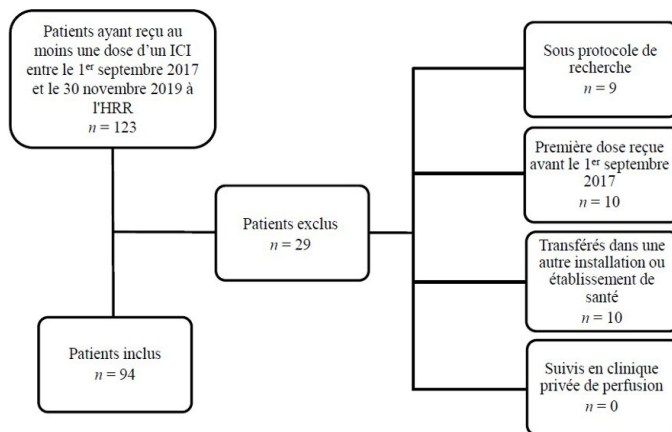 Patients ayant reçu au
moins une dose d'un ICI
entre le 1er septembre 2017
et le 30 novembre 2019 à
l'HRR
n = 123
Patients exclus
n = 29
Patients inclus
n = 94
Sous protocole de
recherche
n = 9
Première dose reçue
avant le 1er septembre
2017
n = 10
Transférés dans une
autre installation ou
établissement de
santé
n = 10
Suivis en clinique
privée de perfusion
n = 0